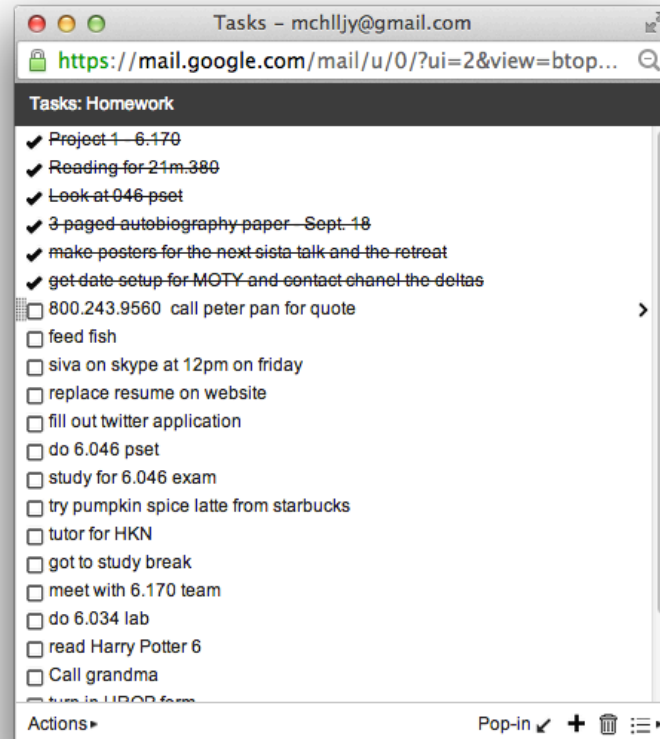 Tasks – mchlljy@gmail.com
https://mail.google.com/mail/u/0/?ui=2&view=btop...
Tasks: Homework
Project 1 - 6.170
Reading for 21m.380
Look at 046 pset
3 paged autobiography paper - Sept. 18
make posters for the next sista talk and the retreat
get date setup for MOTY and contact chanel the deltas
800.243.9560 call peter pan for quote
feed fish
siva on skype at 12pm on friday
replace resume on website
fill out twitter application
do 6.046 pset
study for 6.046 exam
try pumpkin spice latte from starbucks
tutor for HKN
got to study break
meet with 6.170 team
do 6.034 lab
read Harry Potter 6
Call grandma
turn in UROP form
Actions
Pop-in